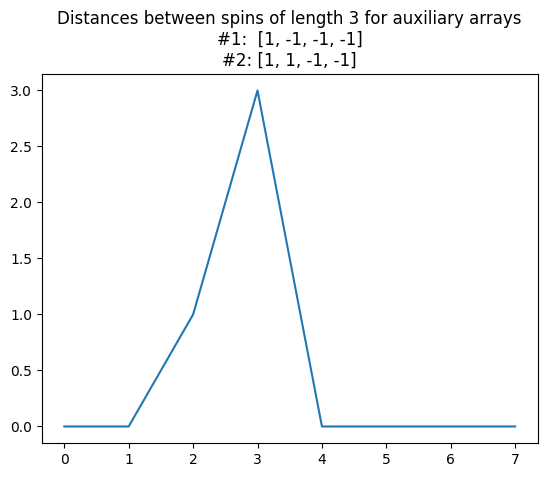 Distances between spins of length 3 for auxiliary arrays
#1:  [1, -1, -1, -1]
#2: [1, 1, -1, -1]
3.0
2.5
2.0
1.5
1.0
0.5
0.0
0 1 2 3 4 5 6 7